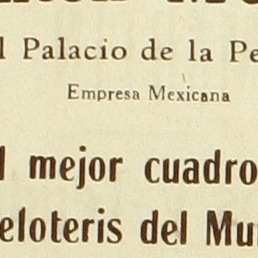 l Palacio de la Pe
Empresa Mexicana
l mejor cuadro
eloteris del Mu